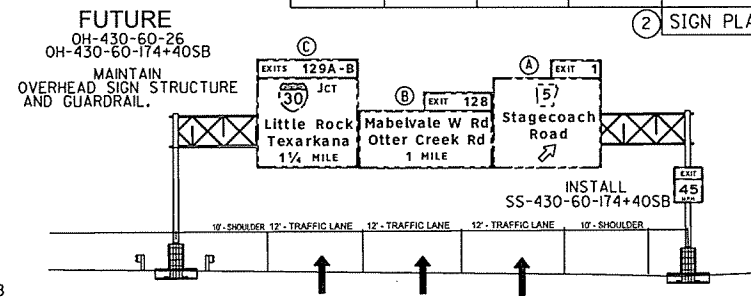 2 SIGN PLA
FUTURE
OH-430-60-26
OH-430-60-174+40SB
MAINTAIN
OVERHEAD SIGN STRUCTURE
AND GUARDRAIL.
C
EXITS 129A-B
30 JCT
Little Rock
Texarkana
1¼ MILE
B
EXIT 128
Mabelvale W Rd
Otter Creek Rd
1 MILE
A
EXIT 1
5
Stagecoach
Road
EXIT
45
MPH
INSTALL
SS-430-60-174+40SB
10' - SHOULDER 12' - TRAFFIC LANE 12' - TRAFFIC LANE 12' - TRAFFIC LANE 10' - SHOULDER